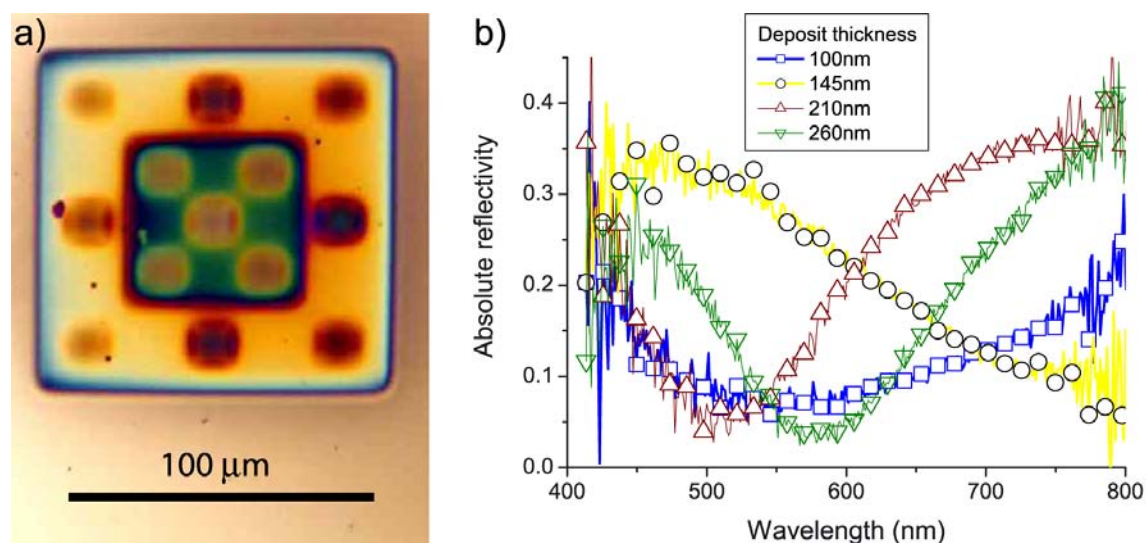 a)
100 μm
b)
Deposit thickness
100nm
145nm
210nm
260nm
Absolute reflectivity
0.4
0.3
0.2
0.1
0.0
400 500 600 700 800
Wavelength (nm)